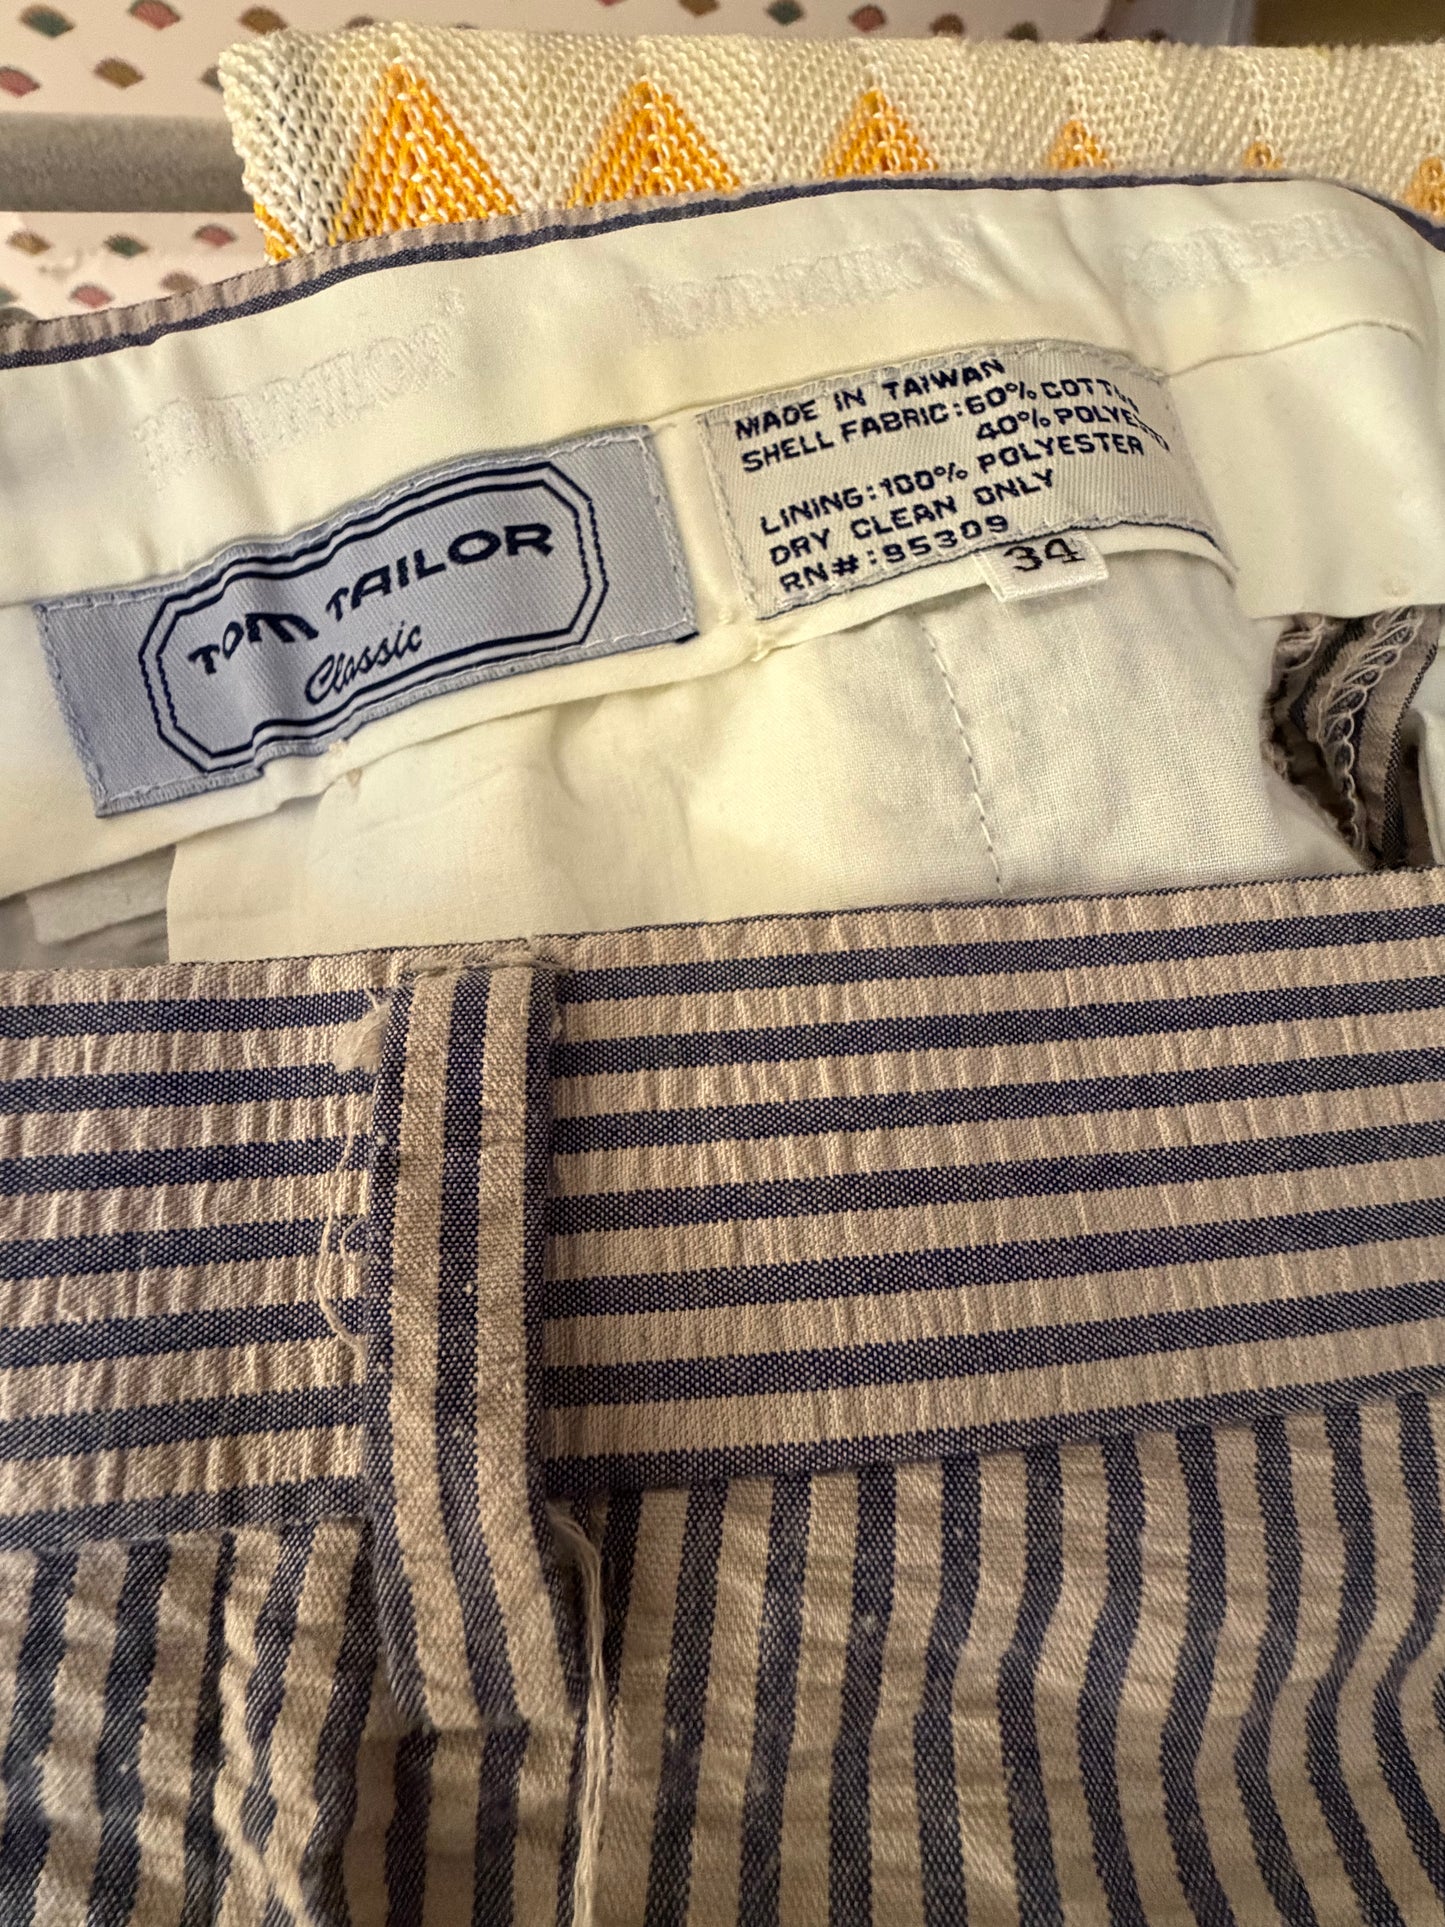 TOM TAILOR
Classic
MADE IN TAIWAN
SHELL FABRIC:60% COTTON
40% POLYESTER
LINING:100% POLYESTER
DRY CLEAN ONLY
RN#:95309
34